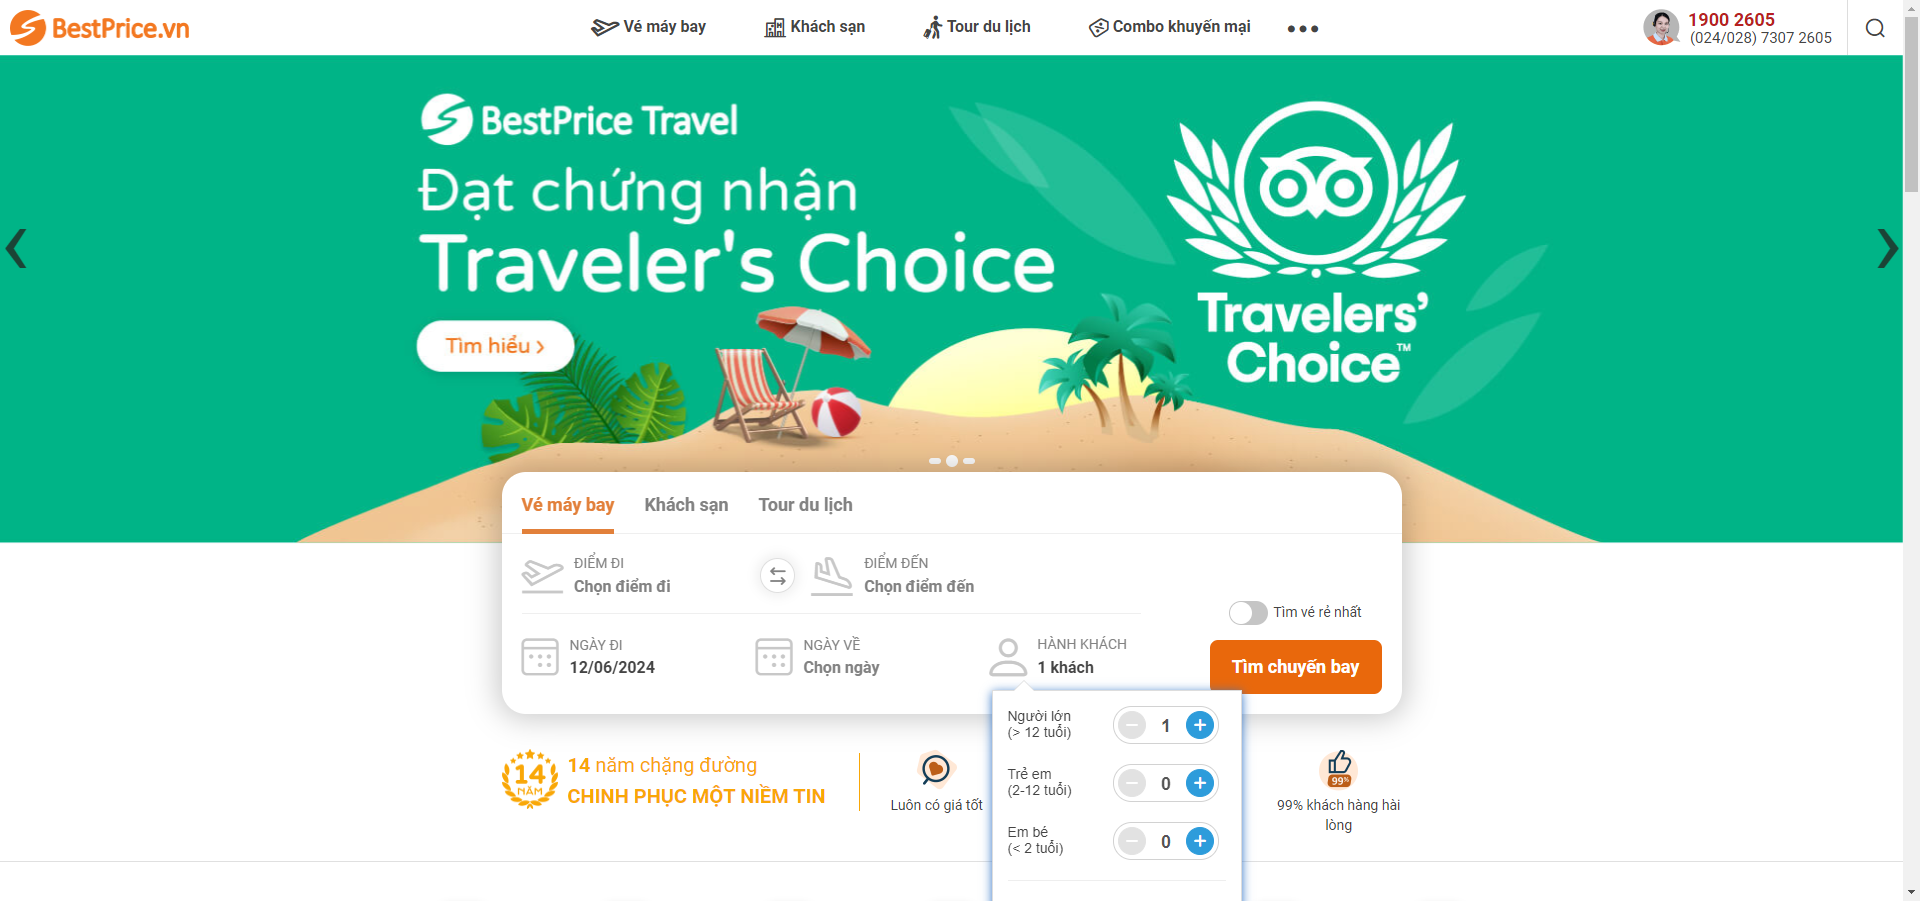 BestPrice.vn
Vé máy bay
Khách sạn
Tour du lịch
Combo khuyến mại
1900 2605
(024/028) 7307 2605
BestPrice Travel
Đạt chứng nhận
Traveler's Choice
Tìm hiểu
Travelers’
Choice™
Vé máy bay
Khách sạn
Tour du lịch
ĐIỂM ĐI
Chọn điểm đi
ĐIỂM ĐẾN
Chọn điểm đến
Tìm vé rẻ nhất
NGÀY ĐI
12/06/2024
NGÀY VỀ
Chọn ngày
HÀNH KHÁCH
1 khách
Tìm chuyến bay
Người lớn
(> 12 tuổi)
1
Trẻ em
(2-12 tuổi)
0
Em bé
(< 2 tuổi)
0
14
NĂM
14 năm chặng đường
CHINH PHỤC MỘT NIỀM TIN
Luôn có giá tốt
99%
99% khách hàng hài
lòng